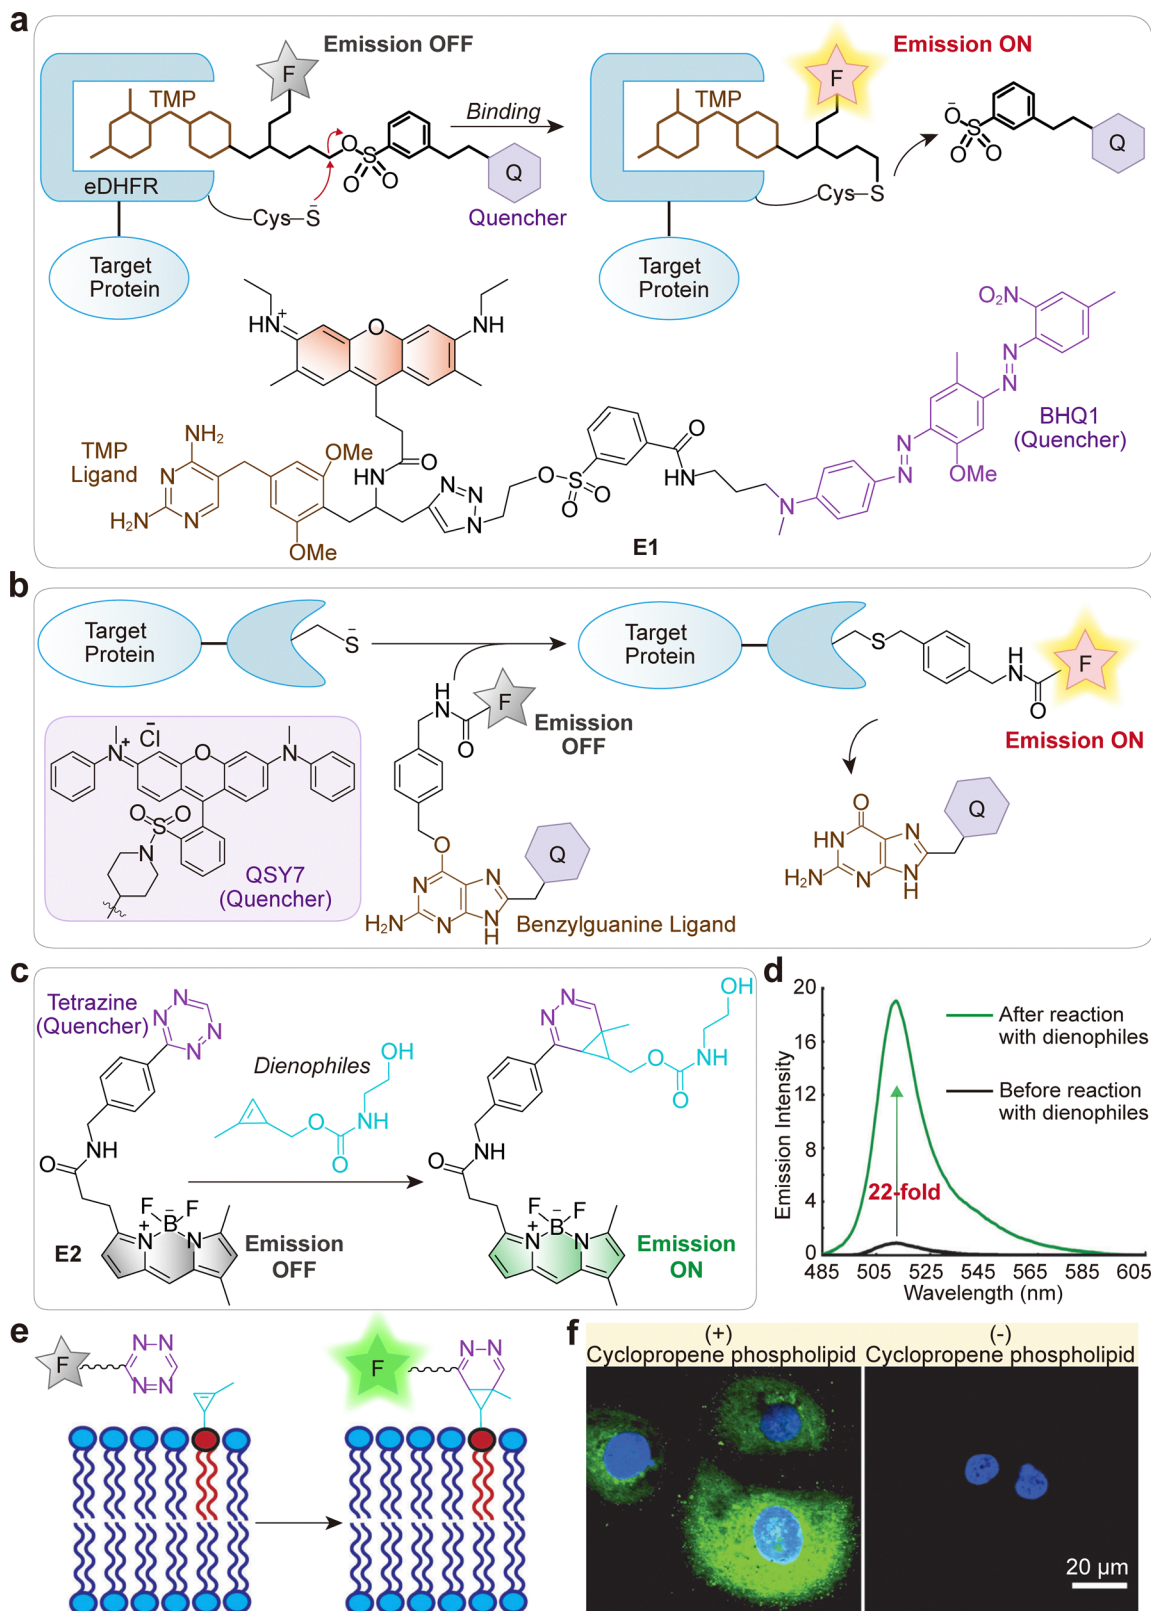 a
Emission OFF
Emission ON
F
F
TMP
TMP
Binding
O
S
O O
Q
Quencher
eDHFR
Cys–S
-
Target
Protein
-
O
S
O O
Q
Cys–S
Target
Protein
HN
+
O
NH
O2N
N
N
N
N
BHQ1
(Quencher)
OMe
TMP
Ligand
NH2
N
N
H2N
OMe
OMe
HN
O
N N
N
O
S
O
O
O
N
H
N
E1
b
Target
Protein
-
S
Target
Protein
S
H
N
O
F
Emission ON
H
N
O
F
Emission
OFF
-
Cl
N
+
O
N
O O
S
N
QSY7
(Quencher)
O
N
N
H2N
N
N
H
Q
Benzylguanine Ligand
O
HN
H2N
N
N
N
H
Q
c
Tetrazine
(Quencher)
N
N
N
N
Dienophiles
OH
O
NH
O
NH
O
F
-
B
F
+
N
N
E2
Emission
OFF
N
N
OH
O
NH
O
NH
O
F
-
B
F
+
N
N
Emission
ON
d
Emission Intensity
20
16
12
8
4
0
After reaction
with dienophiles
Before reaction
with dienophiles
22-fold
485 505 525 545 565 585 605
Wavelength (nm)
e
F
N
N
N
N
F
N
N
f
(+)
Cyclopropene phospholipid
(-)
Cyclopropene phospholipid
20 µm